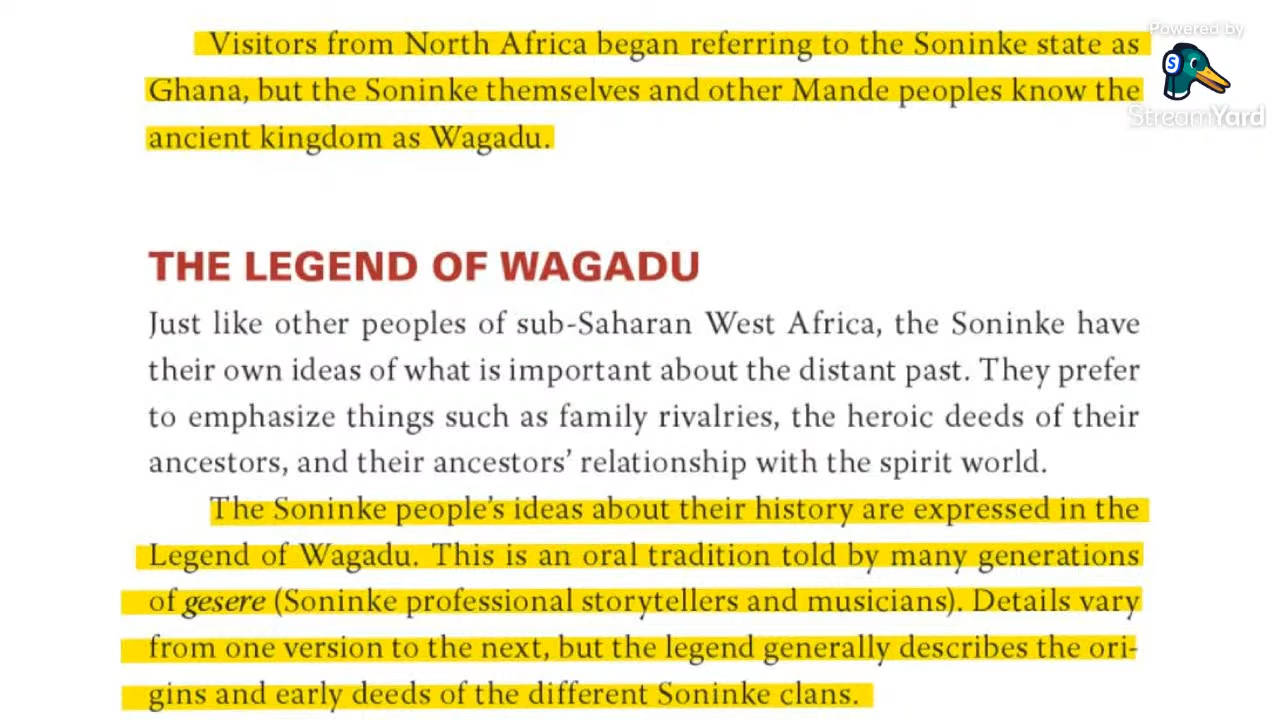 Powered by
StreamYard
Visitors from North Africa began referring to the Soninke state as
Ghana, but the Soninke themselves and other Mande peoples know the
ancient kingdom as Wagadu.
THE LEGEND OF WAGADU
Just like other peoples of sub-Saharan West Africa, the Soninke have
their own ideas of what is important about the distant past. They prefer
to emphasize things such as family rivalries, the heroic deeds of their
ancestors, and their ancestors’ relationship with the spirit world.
The Soninke people’s ideas about their history are expressed in the
Legend of Wagadu. This is an oral tradition told by many generations
of gesere (Soninke professional storytellers and musicians). Details vary
from one version to the next, but the legend generally describes the ori-
gins and early deeds of the different Soninke clans.